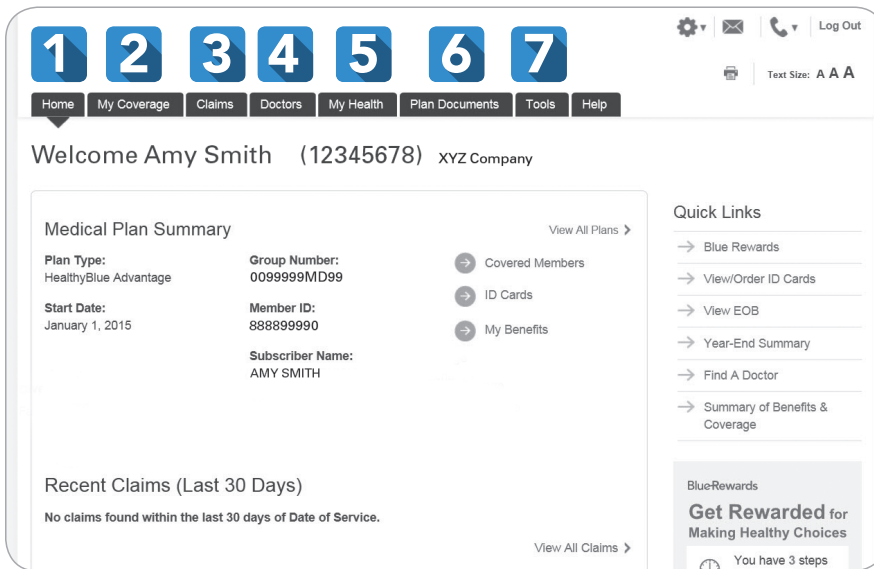 Log Out
Text Size: A A A
1 2 3 4 5 6 7
Home My Coverage Claims Doctors My Health Plan Documents Tools Help
Welcome Amy Smith (12345678) XYZ Company
Medical Plan Summary
View All Plans
Plan Type:
HealthyBlue Advantage
Start Date:
January 1, 2015
Group Number:
0099999MD99
Member ID:
888899990
Subscriber Name:
AMY SMITH
Covered Members
ID Cards
My Benefits
Recent Claims (Last 30 Days)
No claims found within the last 30 days of Date of Service.
View All Claims
Quick Links
Blue Rewards
View/Order ID Cards
View EOB
Year-End Summary
Find A Doctor
Summary of Benefits &
Coverage
BlueRewards
Get Rewarded for
Making Healthy Choices
You have 3 steps